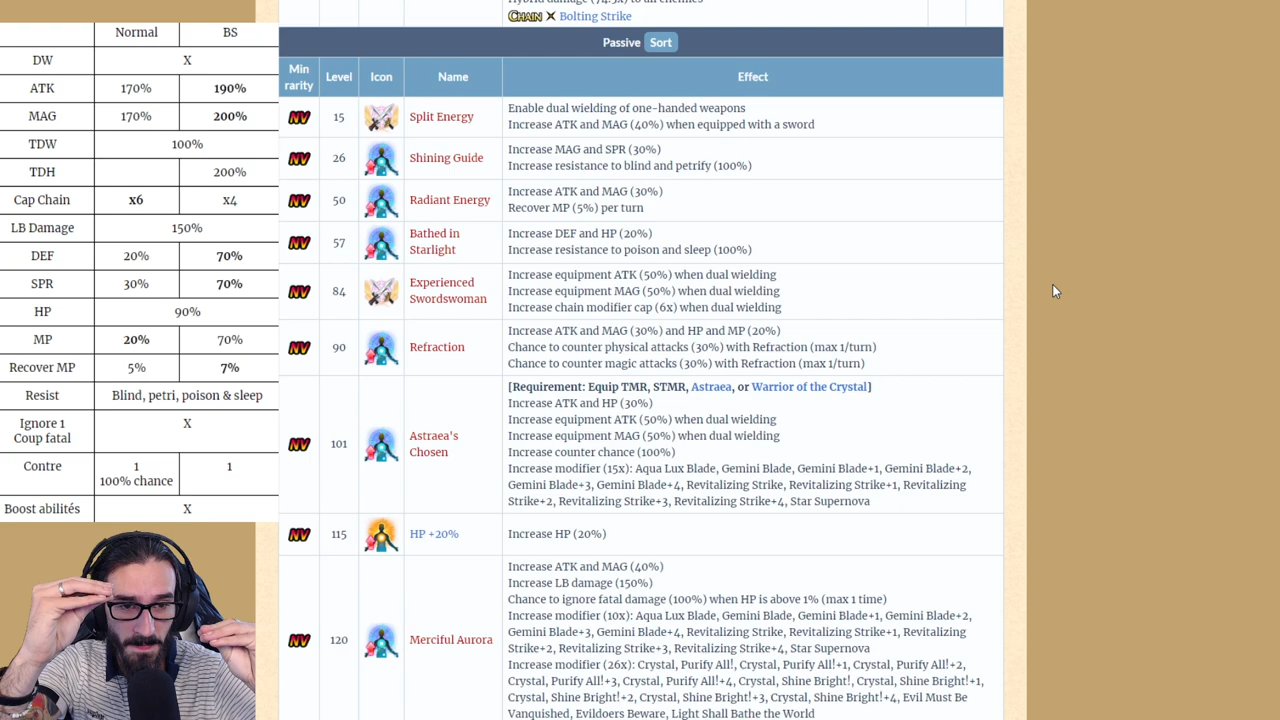 Hybrid damage (74.5x) to all enemies
CHAIN Bolting Strike
Passive Sort
Min rarity Level Icon Name Effect
NV 15 Split Energy
Enable dual wielding of one-handed weapons
Increase ATK and MAG (40%) when equipped with a sword
NV 26 Shining Guide
Increase MAG and SPR (30%)
Increase resistance to blind and petrify (100%)
NV 50 Radiant Energy
Increase ATK and MAG (30%)
Recover MP (5%) per turn
NV 57 Bathed in Starlight
Increase DEF and HP (20%)
Increase resistance to poison and sleep (100%)
NV 84 Experienced Swordswoman
Increase equipment ATK (50%) when dual wielding
Increase equipment MAG (50%) when dual wielding
Increase chain modifier cap (6x) when dual wielding
NV 90 Refraction
Increase ATK and MAG (30%) and HP and MP (20%)
Chance to counter physical attacks (30%) with Refraction (max 1/turn)
Chance to counter magic attacks (30%) with Refraction (max 1/turn)
NV 101 Astraea's Chosen
[Requirement: Equip TMR, STMR, Astraea, or Warrior of the Crystal]
Increase ATK and HP (30%)
Increase equipment ATK (50%) when dual wielding
Increase equipment MAG (50%) when dual wielding
Increase counter chance (100%)
Increase modifier (15x): Aqua Lux Blade, Gemini Blade, Gemini Blade+1, Gemini Blade+2,
Gemini Blade+3, Gemini Blade+4, Revitalizing Strike, Revitalizing Strike+1, Revitalizing
Strike+2, Revitalizing Strike+3, Revitalizing Strike+4, Star Supernova
NV 115 HP +20% Increase HP (20%)
NV 120 Merciful Aurora
Increase ATK and MAG (40%)
Increase LB damage (150%)
Chance to ignore fatal damage (100%) when HP is above 1% (max 1 time)
Increase modifier (10x): Aqua Lux Blade, Gemini Blade, Gemini Blade+1, Gemini Blade+2,
Gemini Blade+3, Gemini Blade+4, Revitalizing Strike, Revitalizing Strike+1, Revitalizing
Strike+2, Revitalizing Strike+3, Revitalizing Strike+4, Star Supernova
Increase modifier (26x): Crystal, Purify All!, Crystal, Purify All!+1, Crystal, Purify All!+2,
Crystal, Purify All!+3, Crystal, Purify All!+4, Crystal, Shine Bright!, Crystal, Shine Bright!+1,
Crystal, Shine Bright!+2, Crystal, Shine Bright!+3, Crystal, Shine Bright!+4, Evil Must Be
Vanquished, Evildoers Beware, Light Shall Bathe the World
Normal BS
DW X
ATK 170% 190%
MAG 170% 200%
TDW 100%
TDH 200%
Cap Chain x6 x4
LB Damage 150%
DEF 20% 70%
SPR 30% 70%
HP 90%
MP 20% 70%
Recover MP 5% 7%
Resist Blind, petri, poison & sleep
Ignore 1 X
Coup fatal
Contre 1 1
100% chance
Boost abilités X